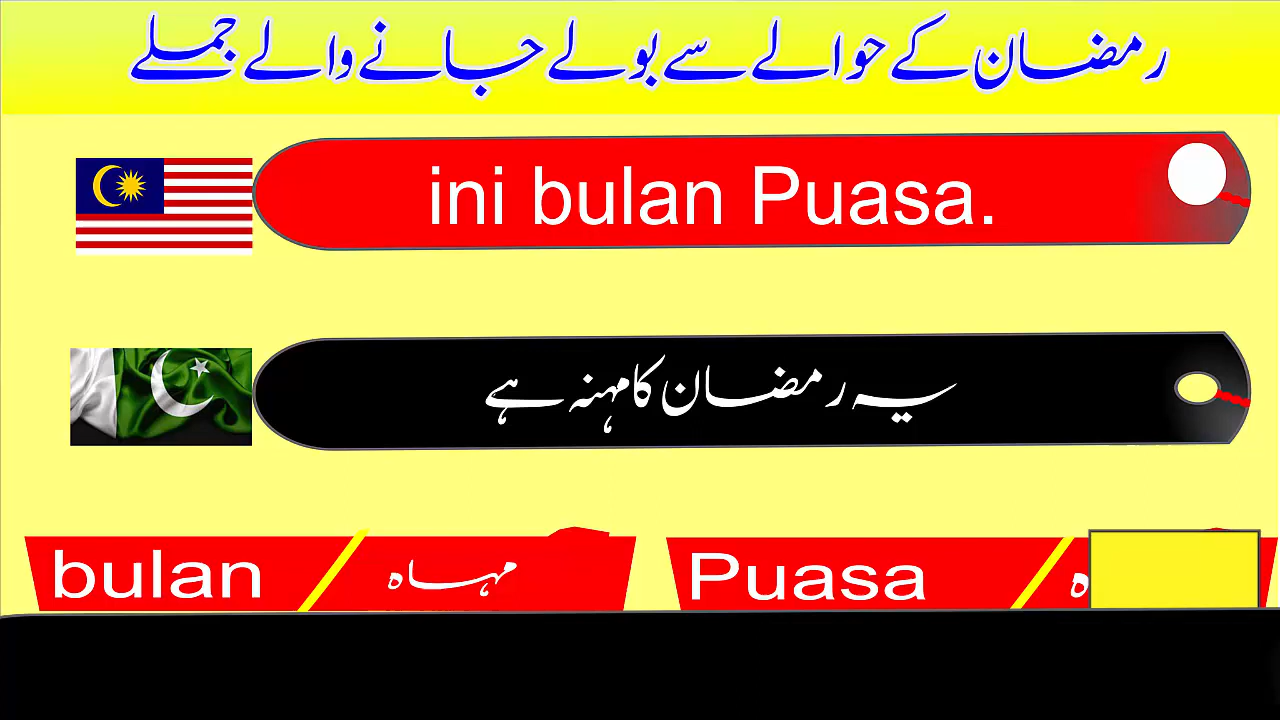 رمضان کے حوالے سے بولے جانے والے جملے
ini bulan Puasa.
یہ رمضان کا مہنہ ہے
bulan / مہاہ
Puasa /